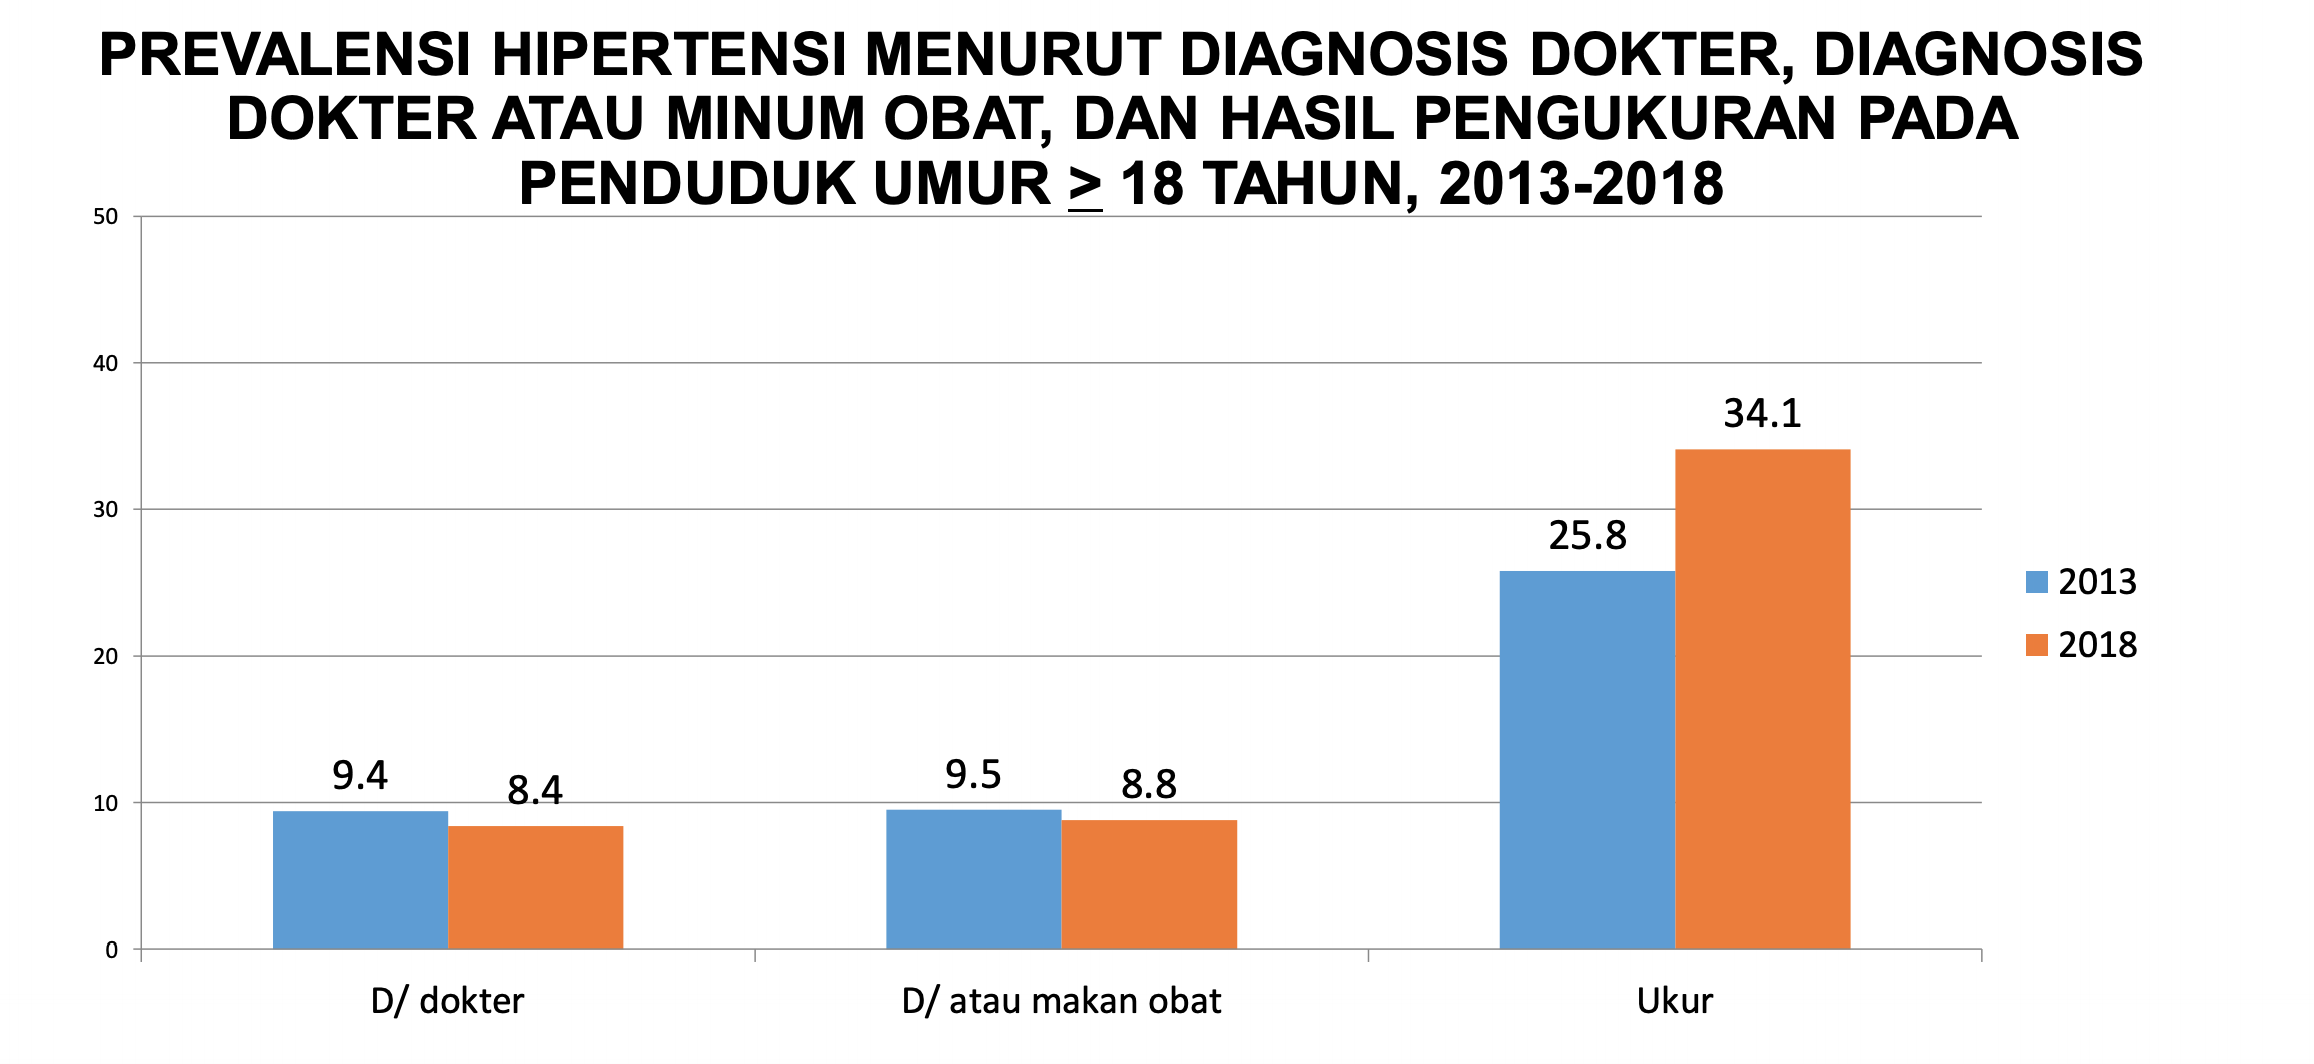 PREVALENSI HIPERTENSI MENURUT DIAGNOSIS DOKTER, DIAGNOSIS
DOKTER ATAU MINUM OBAT, DAN HASIL PENGUKURAN PADA
PENDUDUK UMUR ≥ 18 TAHUN, 2013-2018
50
40
30
20
10
0
9.4
8.4
9.5
8.8
25.8
34.1
D/ dokter
D/ atau makan obat
Ukur
2013
2018